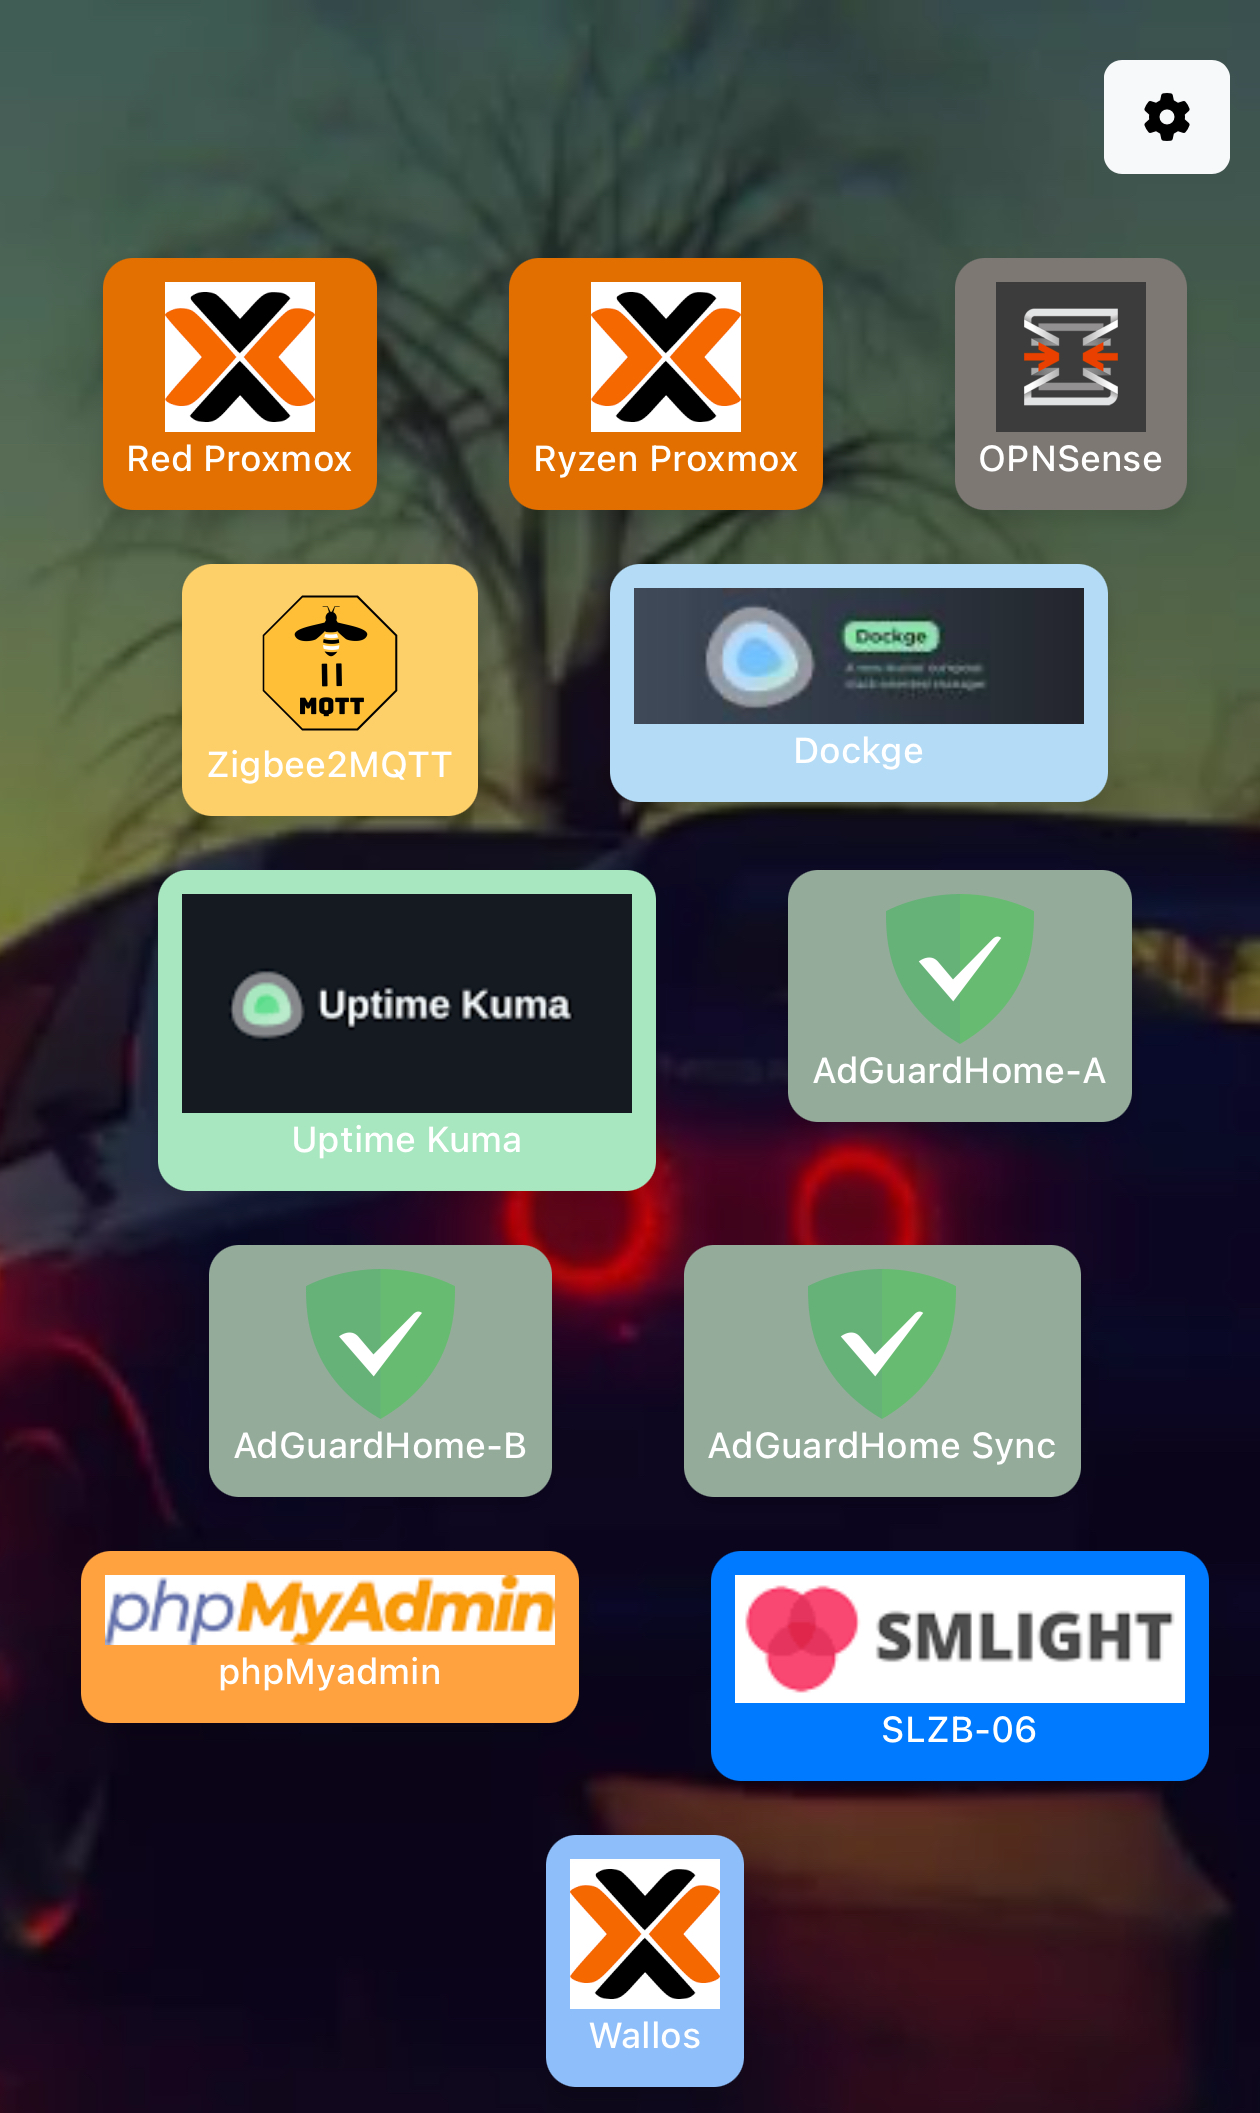 Red Proxmox
Ryzen Proxmox
OPNSense
MQTT
Zigbee2MQTT
Dockge
Dockge
Uptime Kuma
Uptime Kuma
AdGuardHome-A
AdGuardHome-B
AdGuardHome Sync
phpMyAdmin
phpMyadmin
SMLIGHT
SLZB-06
Wallos